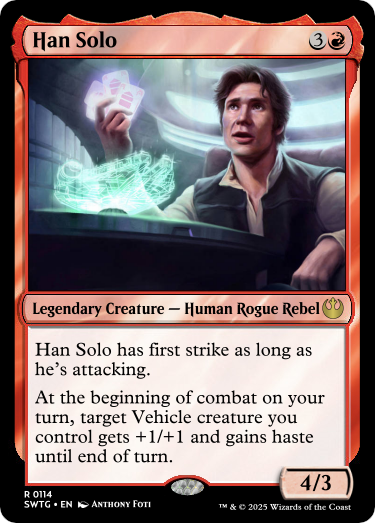 Han Solo 3
Legendary Creature — Human Rogue Rebel
Han Solo has first strike as long as
he's attacking.
At the beginning of combat on your
turn, target Vehicle creature you
control gets +1/+1 and gains haste
until end of turn.
4/3
R 0114
SWTG • EN Anthony Foti
™ & © 2025 Wizards of the Coast